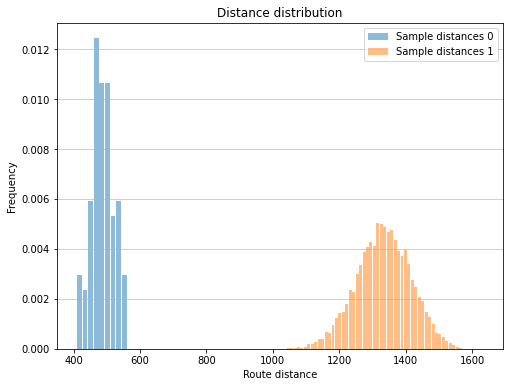 Distance distribution
Sample distances 0
Sample distances 1
Frequency
0.012
0.010
0.008
0.006
0.004
0.002
0.000
400 600 800 1000 1200 1400 1600
Route distance